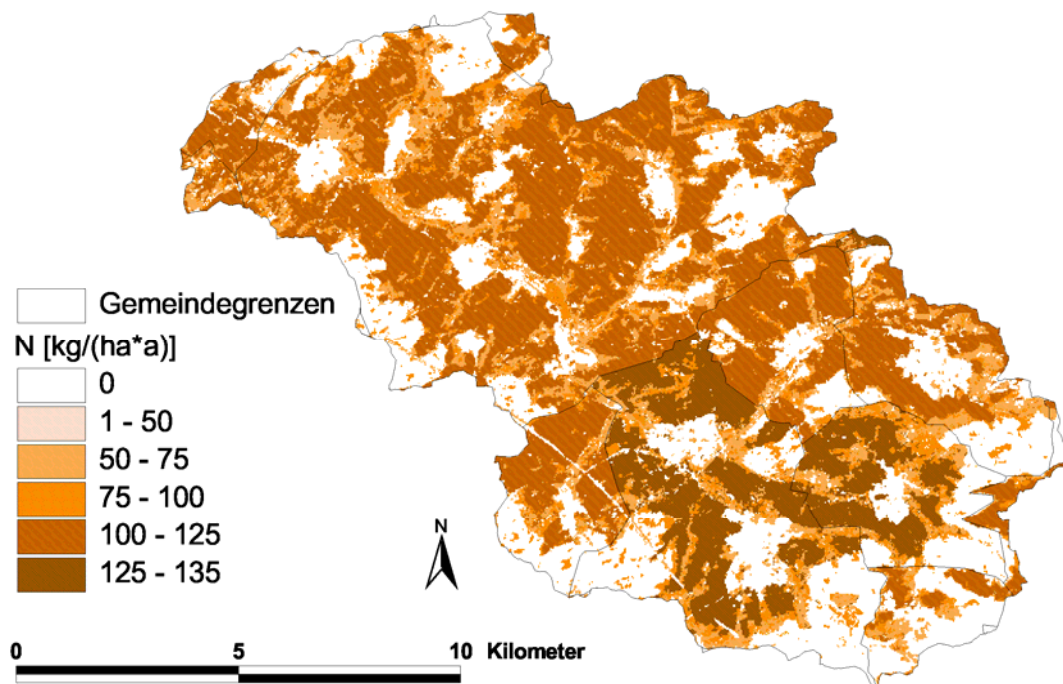 Gemeindegrenzen
N [kg/(ha*a)]
0
1 - 50
50 - 75
75 - 100
100 - 125
125 - 135
N
0 5 10 Kilometer